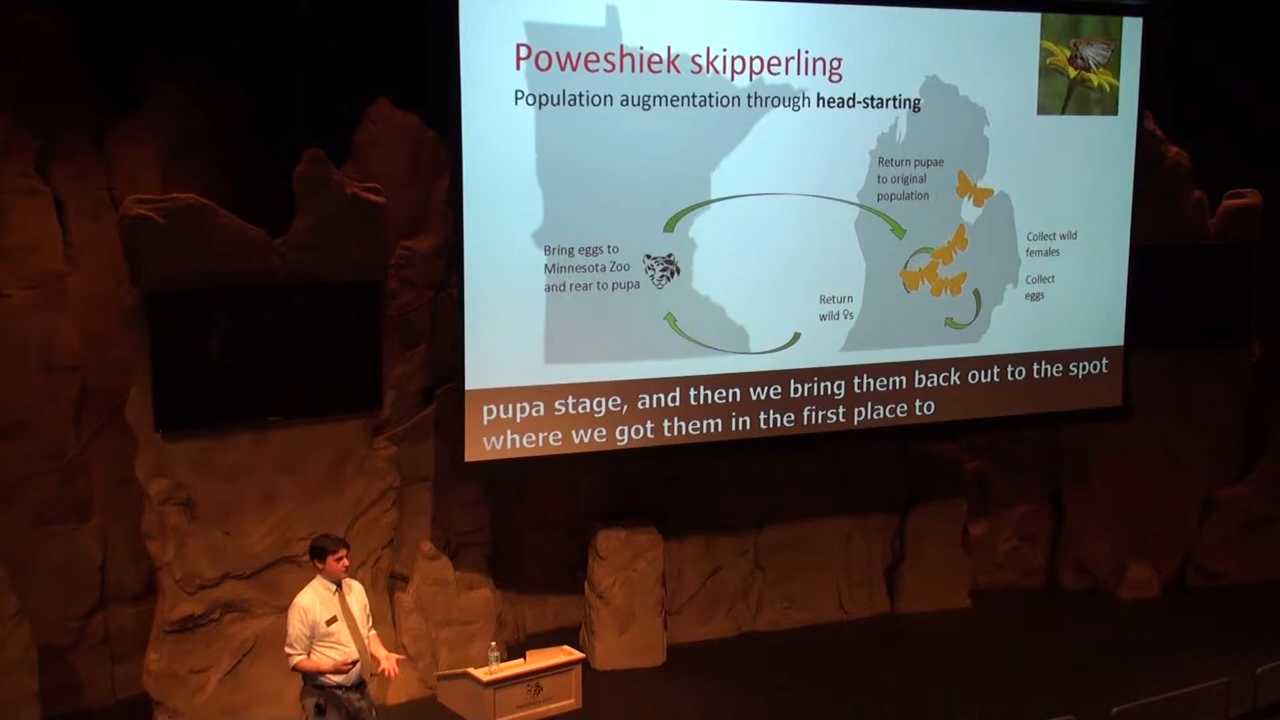 Poweshiek skipperling
Population augmentation through head-starting
Return pupae
to original
population
Bring eggs to
Minnesota Zoo
and rear to pupa
Collect wild
females
Collect
eggs
Return
wild ♀s
pupa stage, and then we bring them back out to the spot
where we got them in the first place to